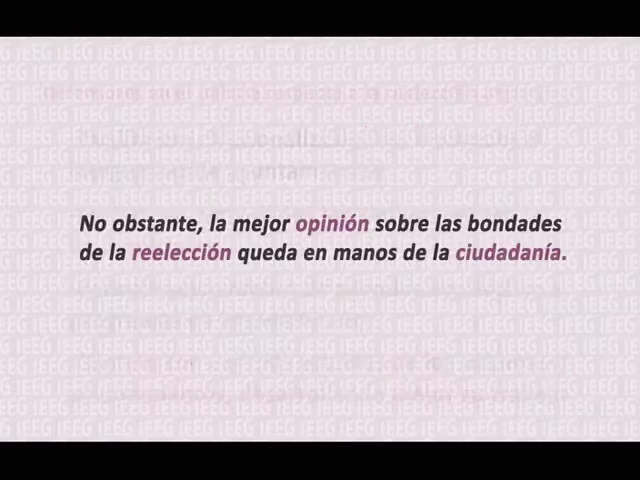 No obstante, la mejor opinión sobre las bondades
de la reelección queda en manos de la ciudadanía.